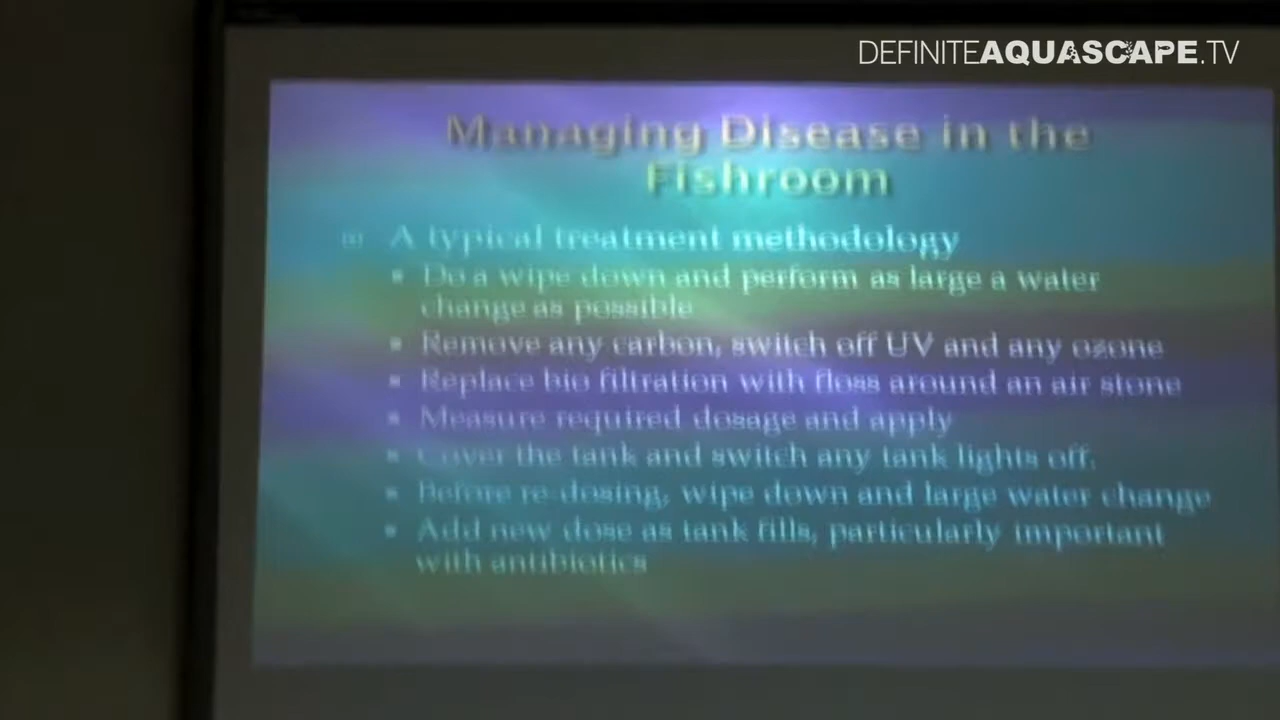 DEFINITEAQUASCAPE.TV
Managing Disease in the
Fishroom
A typical treatment methodology
Do a wipe down and perform as large a water
change as possible
Remove any carbon, switch off UV and any ozone
Replace bio filtration with floss around an air stone
Measure required dosage and apply
Cover the tank and switch any tank lights off.
Before re-dosing, wipe down and large water change
Add new dose as tank fills, particularly important
with antibiotics